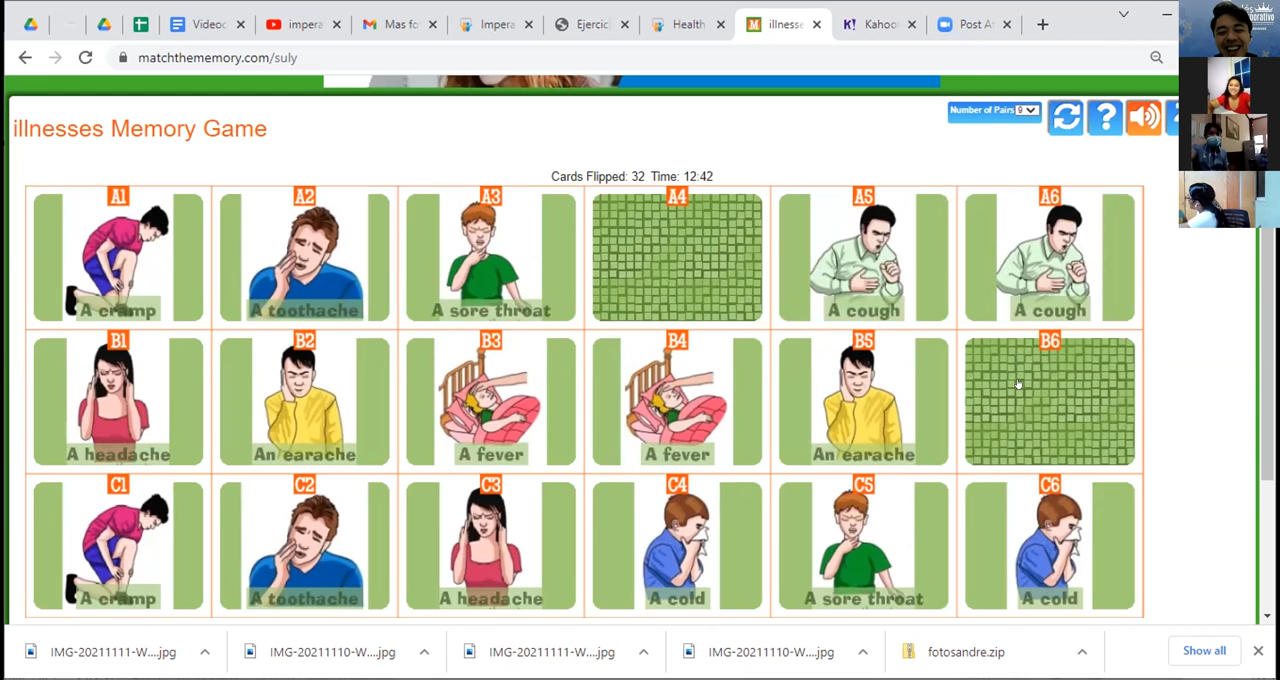 Videoc
impera
Mas fo
Impera
Ejercic
Health
illness
Kahoo
Post A
matchthememory.com/suly
illnesses Memory Game
Number of Pairs 9
Cards Flipped: 32 Time: 12:42
A1 A2 A3 A4 A5 A6
A cramp A toothache A sore throat A cough A cough
B1 B2 B3 B4 B5 B6
A headache An earache A fever A fever An earache
C1 C2 C3 C4 C5 C6
A cramp A toothache A headache A cold A sore throat A cold
IMG-20211111-W....jpg IMG-20211110-W....jpg IMG-20211111-W....jpg IMG-20211110-W....jpg fotosandre.zip Show all